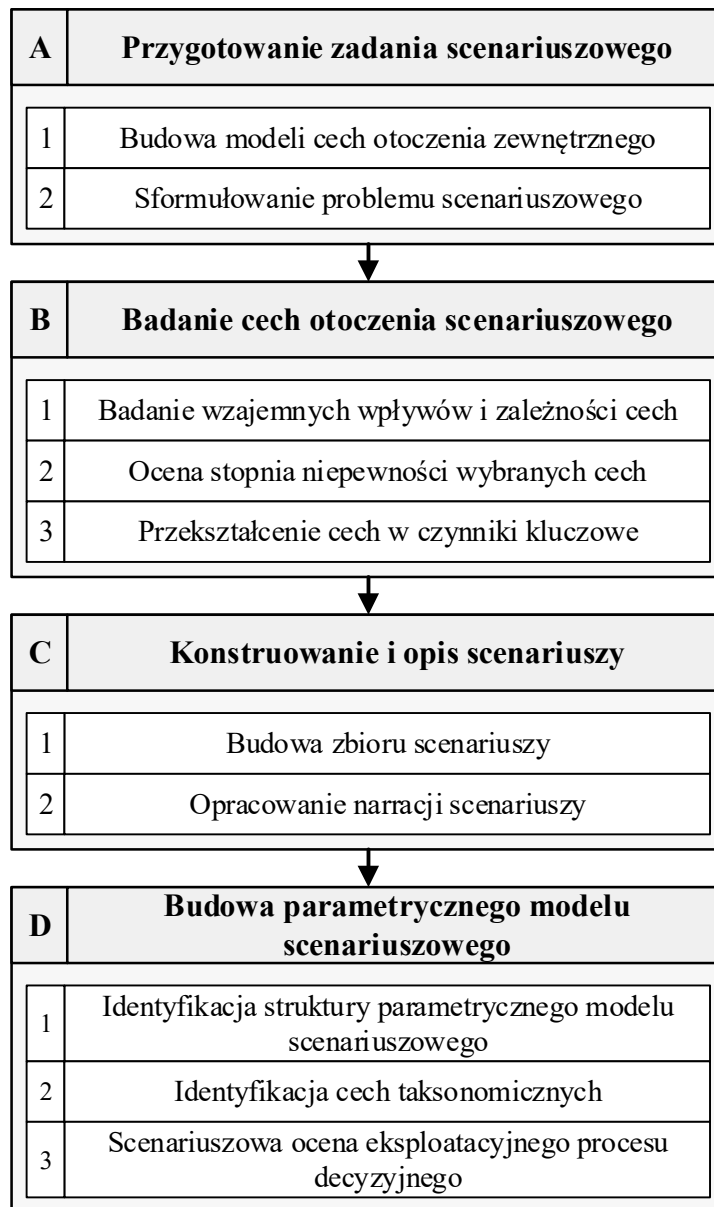 A Przygotowanie zadania scenariuszowego
1 Budowa modeli cech otoczenia zewnętrznego
2 Sformułowanie problemu scenariuszowego
B Badanie cech otoczenia scenariuszowego
1 Badanie wzajemnych wpływów i zależności cech
2 Ocena stopnia niepewności wybranych cech
3 Przekształcenie cech w czynniki kluczowe
C Konstruowanie i opis scenariuszy
1 Budowa zbioru scenariuszy
2 Opracowanie narracji scenariuszy
D Budowa parametrycznego modelu
scenariuszowego
1 Identyfikacja struktury parametrycznego modelu
scenariuszowego
2 Identyfikacja cech taksonomicznych
3 Scenariuszowa ocena eksploatacyjnego procesu
decyzyjnego